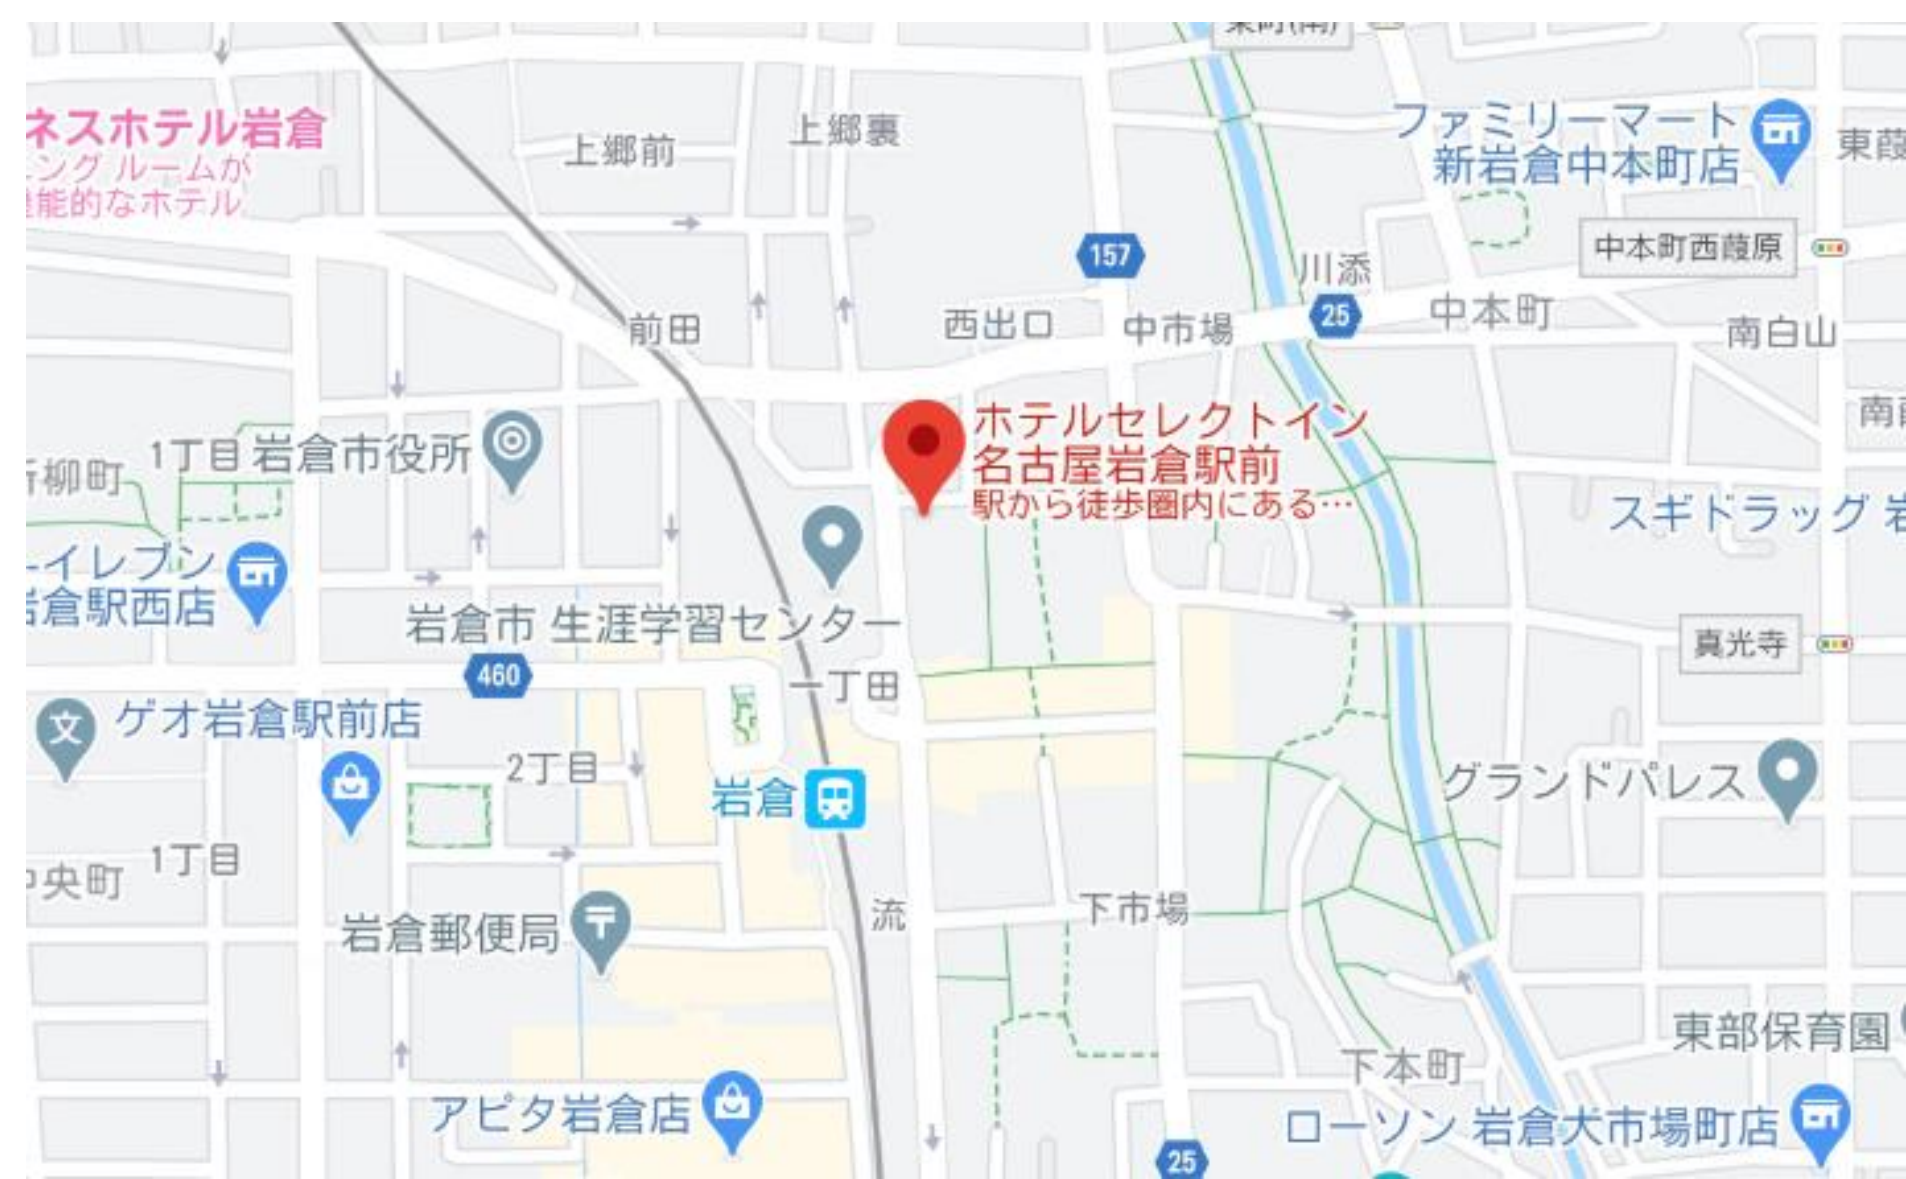 東町(南)
ネスホテル岩倉
ング ルームが
能的なホテル
上郷前
上郷裏
ファミリーマート
新岩倉中本町店
東葭
中本町西葭原
157
川添
25
中本町
前田
西出口
中市場
南白山
ホテルセレクトイン
名古屋岩倉駅前
駅から徒歩圏内にある…
南
1丁目
岩倉市役所
柳町
スギドラッグ 岩
イレブン
岩倉駅西店
岩倉市 生涯学習センター
真光寺
460
一丁田
文
ゲオ岩倉駅前店
2丁目
岩倉
グランドパレス
1丁目
中央町
流
下市場
岩倉郵便局
東部保育園
下本町
アピタ岩倉店
ローソン 岩倉大市場町店
25